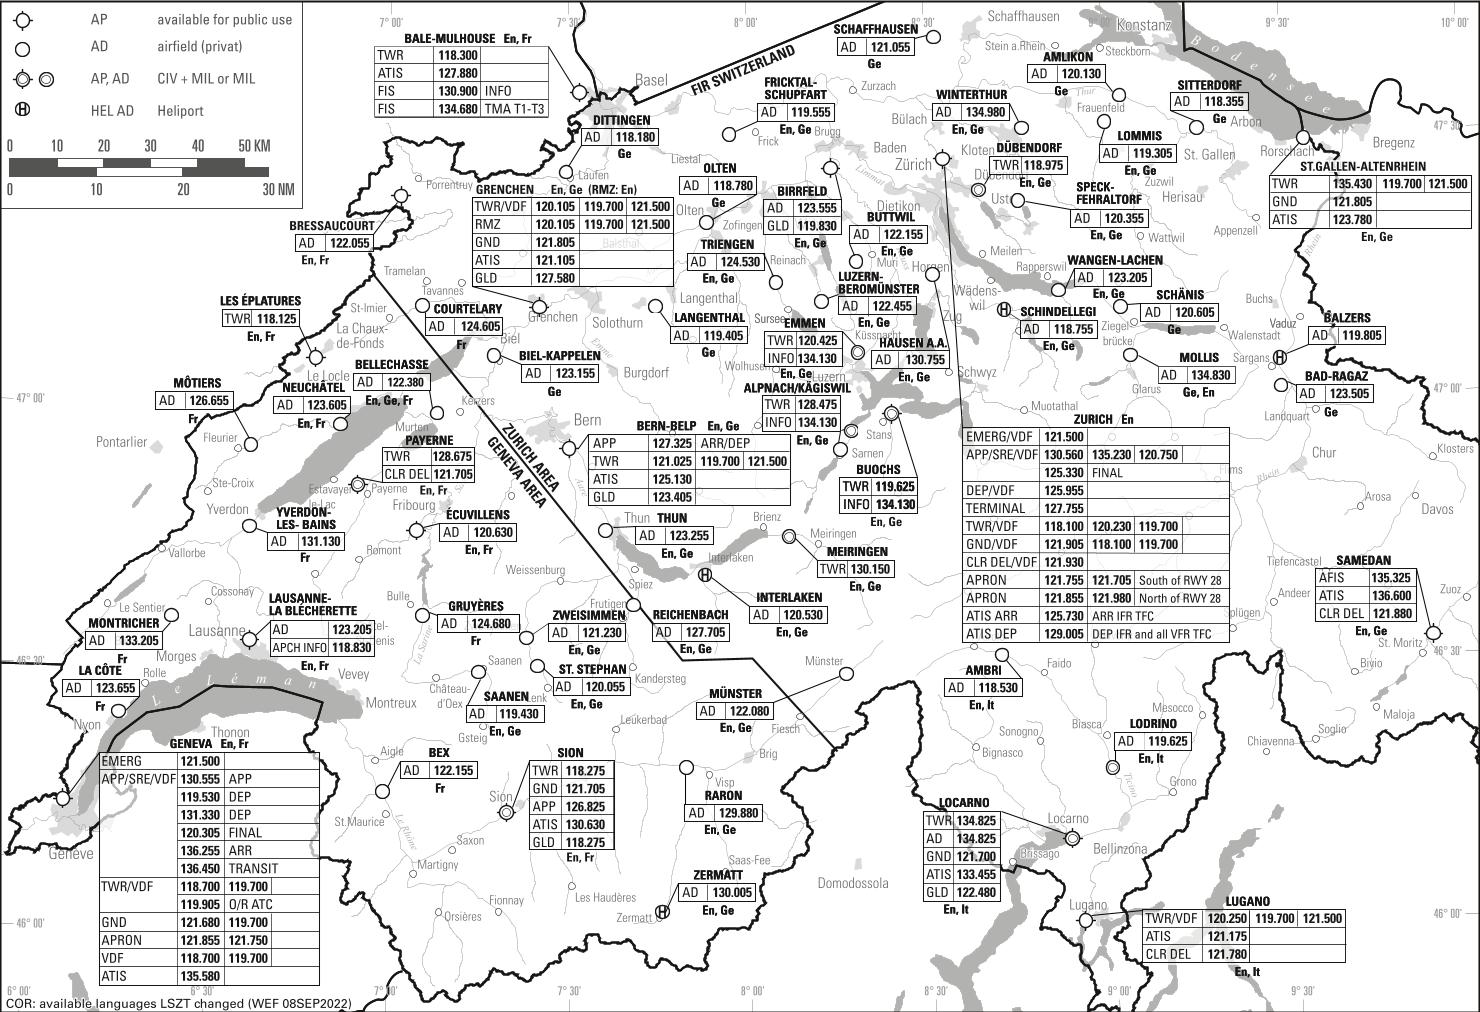 AP available for public use
AD airfield (privat)
AP, AD CIV + MIL or MIL
HEL AD Heliport
0 10 20 30 40 50 KM
0 10 20 30 NM
7° 00' 7° 30' 8° 00' 8° 30' 9° 30' 10° 00'
BALE-MULHOUSE En, Fr
TWR 118.300
ATIS 127.880
FIS 130.900 INFO
FIS 134.680 TMA T1-T3
Basel
FIR SWITZERLAND
SCHAFFHAUSEN
AD 121.055
Ge
Schaffhausen
Stein a.Rhein
Konstanz
Steckborn
Bodensee
AMLIKON
AD 120.130
Ge
Thur
Frauenfeld
SITTERDORF
AD 118.355
Ge
Arbon
47° 30'
Bregenz
Rorschach
FRICKTAL-
SCHUPFART
AD 119.555
En, Ge
Frick
Brugg
Zurzach
WINTERTHUR
AD 134.980
En, Ge
Bülach
LOMMIS
AD 119.305
En, Ge
St. Gallen
DITTINGEN
AD 118.180
Ge
Laufen
Liestal
Baden
Zürich
Kloten
DÜBENDORF
TWR 118.975
En, Ge
Dübendorf
Uster
ST.GALLEN-ALTENRHEIN
TWR 135.430 119.700 121.500
GND 121.805
ATIS 123.780
En, Ge
OLTEN
AD 118.780
Ge
Olten
Zofingen
Limmat
Dietikon
BIRRFELD
AD 123.555
GLD 119.830
En, Ge
SPECK-
FEHRALTORF
AD 120.355
En, Ge
Zuzwil
Herisau
Wattwil
Appenzell
Rhein
Porrentruy
BRESSAUCOURT
AD 122.055
En, Fr
GRENCHEN En, Ge (RMZ: En)
TWR/VDF 120.105 119.700 121.500
RMZ 120.105 119.700 121.500
GND 121.805
ATIS 121.105
GLD 127.580
Balsthal
Grenchen
BUTTWIL
AD 122.155
En, Ge
Muri
TRIENGEN
AD 124.530
En, Ge
Reinach
Meilen
Horgen
Rapperswil
WANGEN-LACHEN
AD 123.205
En, Ge
Tramelan
Tavannes
St-Imier
La Chaux-
de-Fonds
LES ÉPLATURES
TWR 118.125
En, Fr
Le Locle
COURTELARY
AD 124.605
Fr
Biel
Solothurn
Langenthal
LANGENTHAL
AD 119.405
Ge
LUZERN-
BEROMÜNSTER
AD 122.455
En, Ge
Sursee
Wädens-
wil
Zug
SCHINDELLEGI
AD 118.755
En, Ge
SCHÄNIS
AD 120.605
Ge
Ziegel
brücke
Buchs
Vaduz
Walenstadt
Sargans
BALZERS
AD 119.805
EMMEN
TWR 120.425
INFO 134.130
En, Ge
Küssnacht
HAUSEN A.A.
AD 130.755
En, Ge
Luzern
Schwyz
MOLLIS
AD 134.830
Ge, En
Glarus
BAD-RAGAZ
AD 123.505
Ge
Landquart
BIEL-KAPPELEN
AD 123.155
Ge
Emme
Burgdorf
BELLECHASSE
AD 122.380
En, Ge, Fr
Murten
Kerzers
NEUCHÂTEL
AD 123.605
En, Fr
MÔTIERS
AD 126.655
Fr
47° 00'
47° 00'
Pontarlier
Fleurier
Bern
ALPNACH/KÄGISWIL
TWR 128.475
INFO 134.130
En, Ge
Stans
Sarnen
Muotathal
ZURICH AREA
GENEVA AREA
BERN-BELP En, Ge
APP 127.325 ARR/DEP
TWR 121.025 119.700 121.500
ATIS 125.130
GLD 123.405
PAYERNE
TWR 128.675
CLR DEL 121.705
En, Fr
Estavayer
le-Lac
Payerne
Fribourg
BUOCHS
TWR 119.625
INFO 134.130
En, Ge
ZURICH En
EMERG/VDF 121.500
APP/SRE/VDF 130.560 135.230 120.750
125.330 FINAL
DEP/VDF 125.955
TERMINAL 127.755
TWR/VDF 118.100 120.230 119.700
GND/VDF 121.905 118.100 119.700
CLR DEL/VDF 121.930
APRON 121.755 121.705 South of RWY 28
APRON 121.855 121.980 North of RWY 28
ATIS ARR 125.730 ARR IFR TFC
ATIS DEP 129.005 DEP IFR and all VFR TFC
Flims
Rhein
Chur
Klosters
Arosa
Davos
Ste-Croix
Yverdon
YVERDON-
LES- BAINS
AD 131.130
Fr
ÉCUVILLENS
AD 120.630
En, Fr
Aare
Thun
THUN
AD 123.255
En, Ge
Brienz
Interlaken
Meiringen
MEIRINGEN
TWR 130.150
En, Ge
Vallorbe
Romont
Weissenburg
Spiez
INTERLAKEN
AD 120.530
En, Ge
Tiefencastel
SAMEDAN
AFIS 135.325
ATIS 136.600
CLR DEL 121.880
En, Ge
Zuoz
St. Moritz
46° 30'
Andeer
Splügen
Bivio
Maloja
Soglio
Chiavenna
Le Sentier
Cossonay
MONTRICHER
AD 133.205
Fr
Lausanne
LAUSANNE-
LA BLÉCHERETTE
AD 123.205
APCH INFO 118.830
En, Fr
Bulle
La Sarine
GRUYÈRES
AD 124.680
Fr
Frutigen
ZWEISIMMEN
AD 121.230
En, Ge
REICHENBACH
AD 127.705
En, Ge
46° 30'
LA CÔTE
AD 123.655
Fr
Rolle
Morges
Nyon
Le Léman
Vevey
Montreux
Thonon
Château-
d'Oex
Saanen
SAANEN
AD 119.430
En, Ge
Gsteig
Lenk
ST. STEPHAN
AD 120.055
En, Ge
Kandersteg
Leukerbad
Münster
MÜNSTER
AD 122.080
En, Ge
Fiesch
Brig
AMBRI
AD 118.530
En, It
Faido
Mesocco
Biasca
Sonogno
Bignasco
LODRINO
AD 119.625
En, It
Ticino
Grono
GENEVA En, Fr
EMERG 121.500
APP/SRE/VDF 130.555 APP
119.530 DEP
131.330 DEP
120.305 FINAL
136.255 ARR
136.450 TRANSIT
TWR/VDF 118.700 119.700
119.905 O/R ATC
GND 121.680 119.700
APRON 121.855 121.750
VDF 118.700 119.700
ATIS 135.580
Genève
Aigle
BEX
AD 122.155
Fr
St.Maurice
Le Rhône
Saxon
Martigny
Sion
SION
TWR 118.275
GND 121.705
APP 126.825
ATIS 130.630
GLD 118.275
En, Fr
Visp
RARON
AD 129.880
En, Ge
Saas-Fee
Les Haudères
Fionnay
Orsières
Zermatt
ZERMATT
AD 130.005
En, Ge
Domodossola
LOCARNO
TWR 134.825
AD 134.825
GND 121.700
ATIS 133.455
GLD 122.480
En, It
Locarno
Brissago
Bellinzona
Lugano
LUGANO
TWR/VDF 120.250 119.700 121.500
ATIS 121.175
CLR DEL 121.780
En, It
46° 00'
46° 00'
6° 00' 6° 30' 7° 00' 7° 30' 8° 00' 8° 30' 9° 00' 9° 30'
COR: available languages LSZT changed (WEF 08SEP2022)